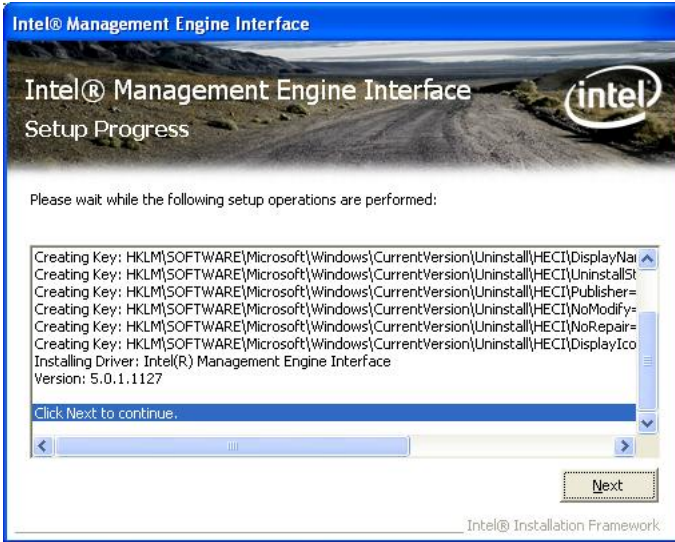 Intel® Management Engine Interface
Intel® Management Engine Interface
intel
Setup Progress
Please wait while the following setup operations are performed:
Creating Key: HKLM\SOFTWARE\Microsoft\Windows\CurrentVersion\Uninstall\HECI\DisplayNa
Creating Key: HKLM\SOFTWARE\Microsoft\Windows\CurrentVersion\Uninstall\HECI\UninstallSt
Creating Key: HKLM\SOFTWARE\Microsoft\Windows\CurrentVersion\Uninstall\HECI\Publisher=
Creating Key: HKLM\SOFTWARE\Microsoft\Windows\CurrentVersion\Uninstall\HECI\NoModify=
Creating Key: HKLM\SOFTWARE\Microsoft\Windows\CurrentVersion\Uninstall\HECI\NoRepair=
Creating Key: HKLM\SOFTWARE\Microsoft\Windows\CurrentVersion\Uninstall\HECI\DisplayIco
Installing Driver: Intel(R) Management Engine Interface
Version: 5.0.1.1127
Click Next to continue.
Next
Intel® Installation Framework